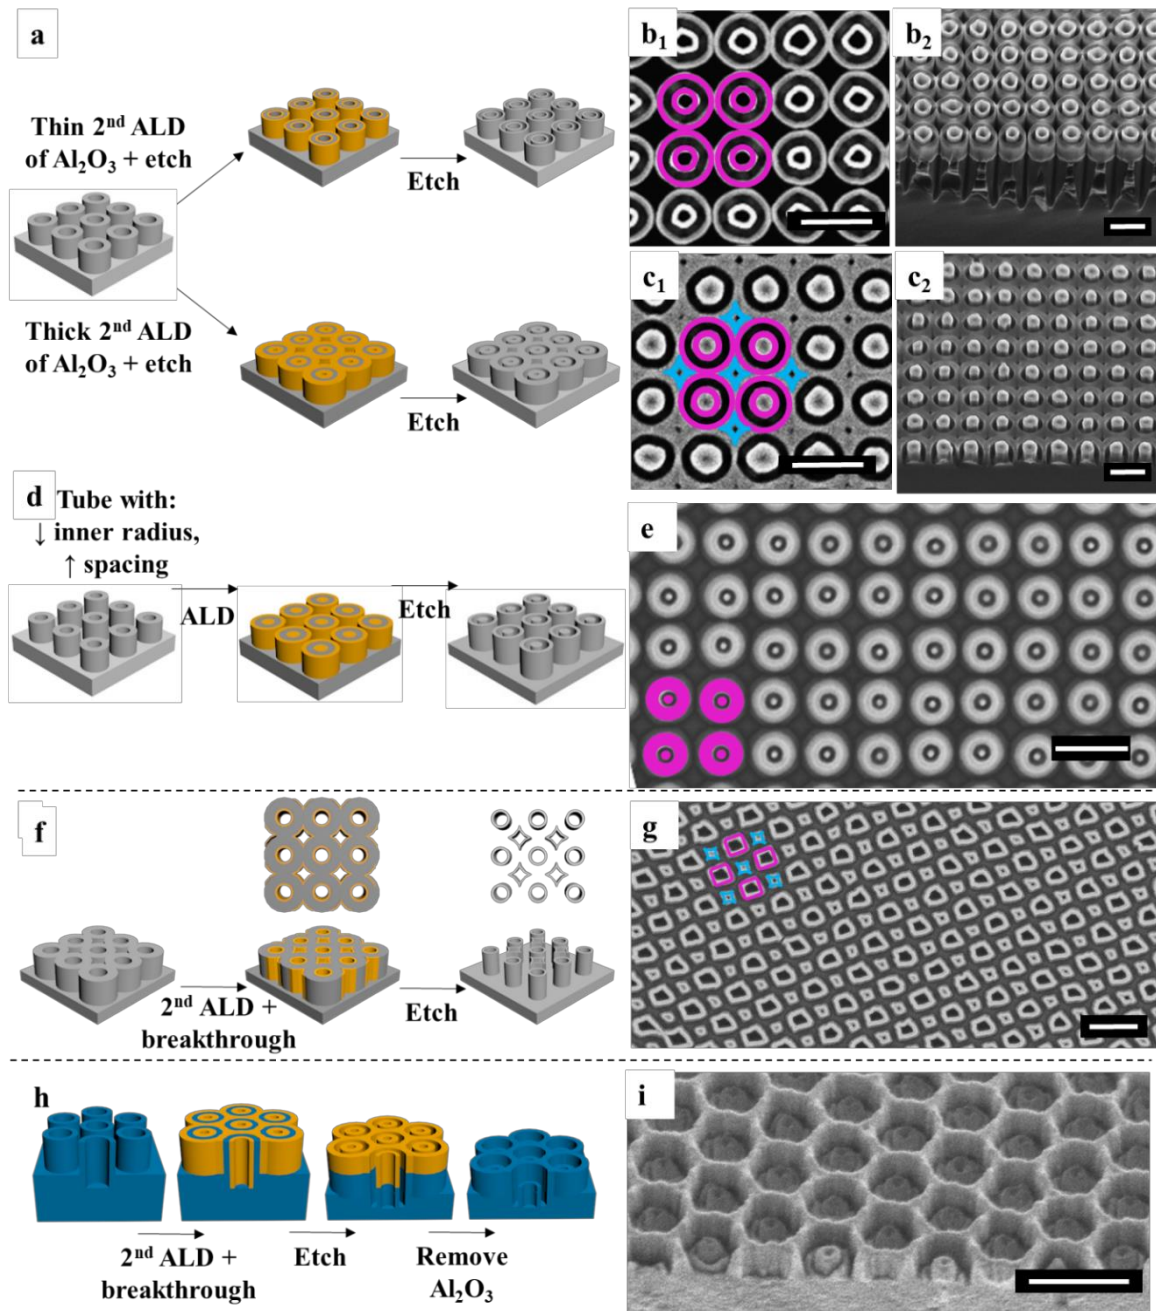 a
Thin 2nd ALD
of Al2O3 + etch
Etch
Thick 2nd ALD
of Al2O3 + etch
Etch
b1
b2
c1
c2
d
Tube with:
↓ inner radius,
↑ spacing
ALD
Etch
e
f
2nd ALD +
breakthrough
Etch
g
h
2nd ALD +
breakthrough
Etch
Remove
Al2O3
i